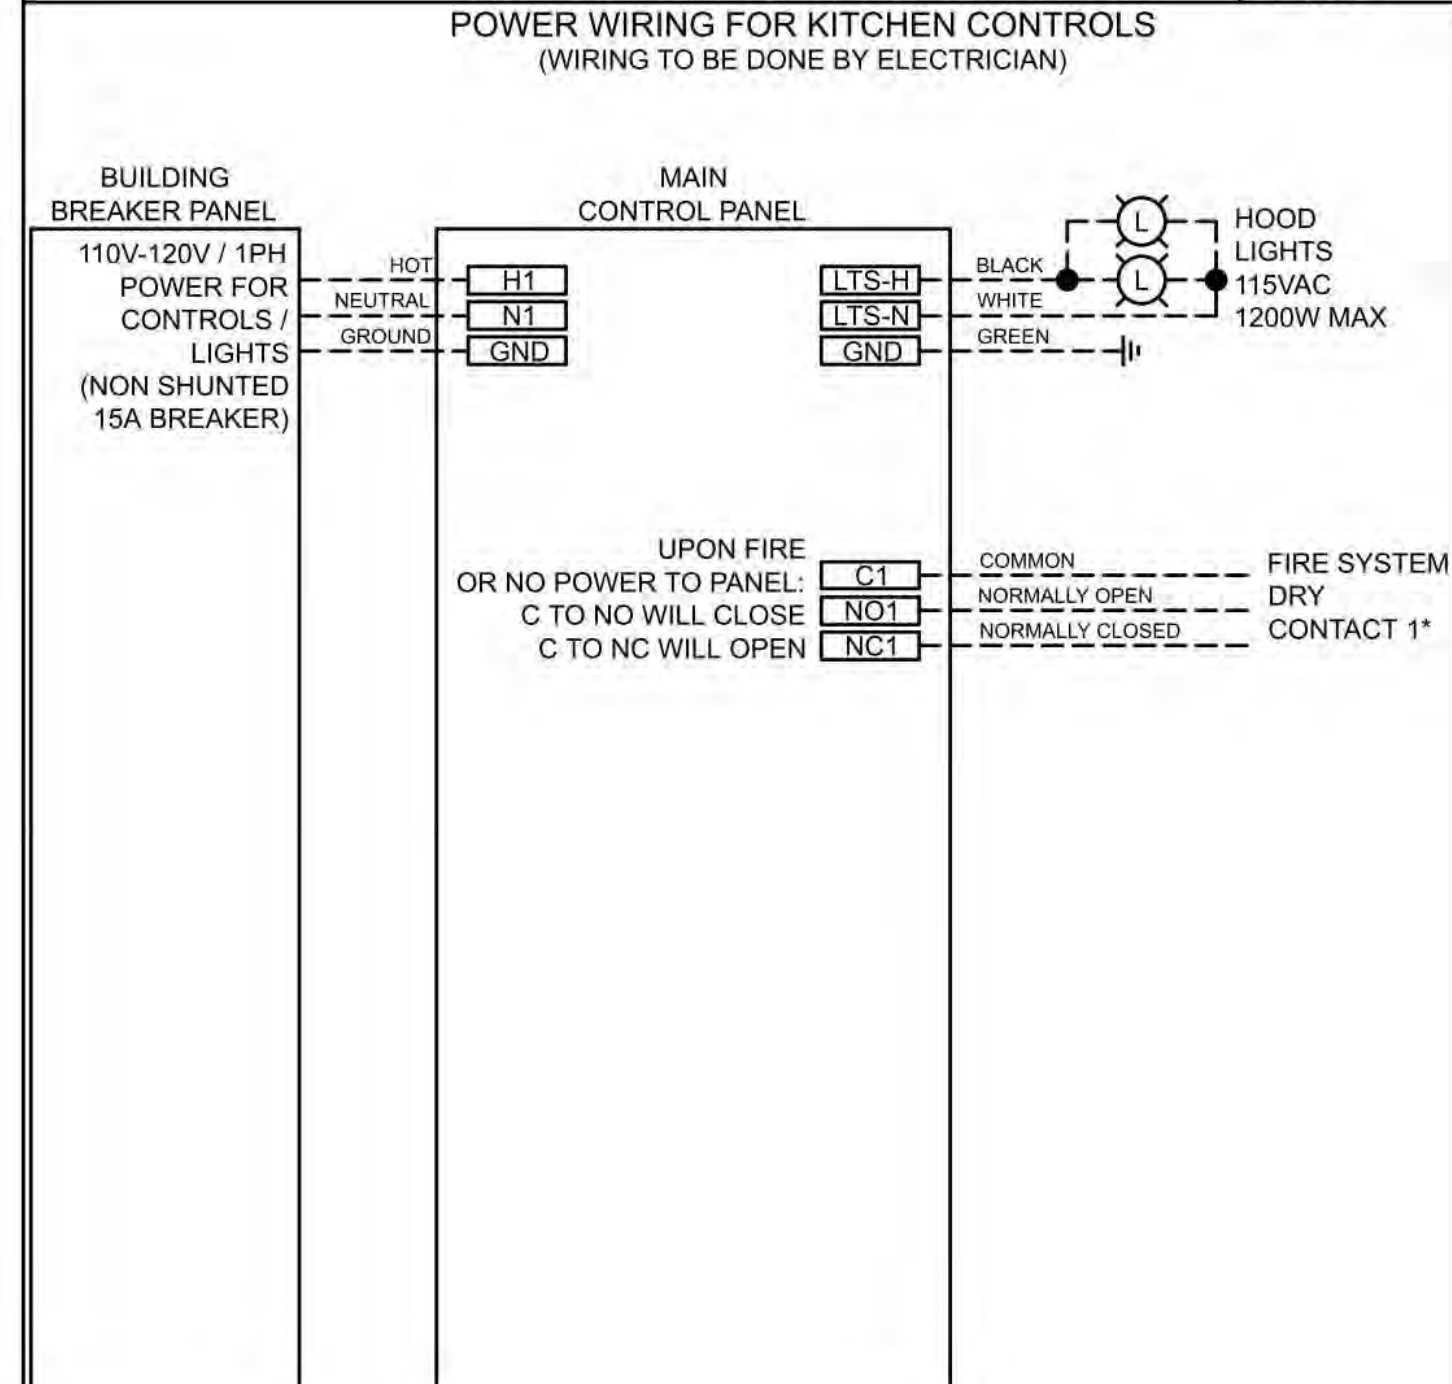 POWER WIRING FOR KITCHEN CONTROLS
(WIRING TO BE DONE BY ELECTRICIAN)
BUILDING
BREAKER PANEL
110V-120V / 1PH
POWER FOR
CONTROLS /
LIGHTS
(NON SHUNTED
15A BREAKER)
HOT
NEUTRAL
GROUND
MAIN
CONTROL PANEL
H1
N1
GND
LTS-H
LTS-N
GND
BLACK
WHITE
GREEN
L
L
HOOD
LIGHTS
115VAC
1200W MAX
UPON FIRE
OR NO POWER TO PANEL:
C TO NO WILL CLOSE
C TO NC WILL OPEN
C1
NO1
NC1
COMMON
NORMALLY OPEN
NORMALLY CLOSED
FIRE SYSTEM
DRY
CONTACT 1*